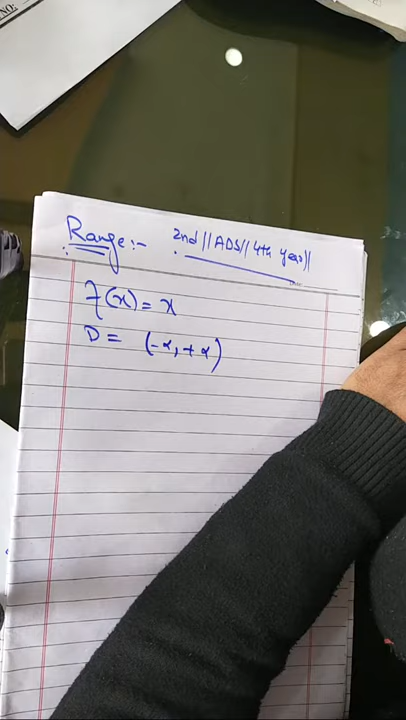 Range:- 2nd || ADS || 4th year ||
f(x) = x
D = (-α, +α)